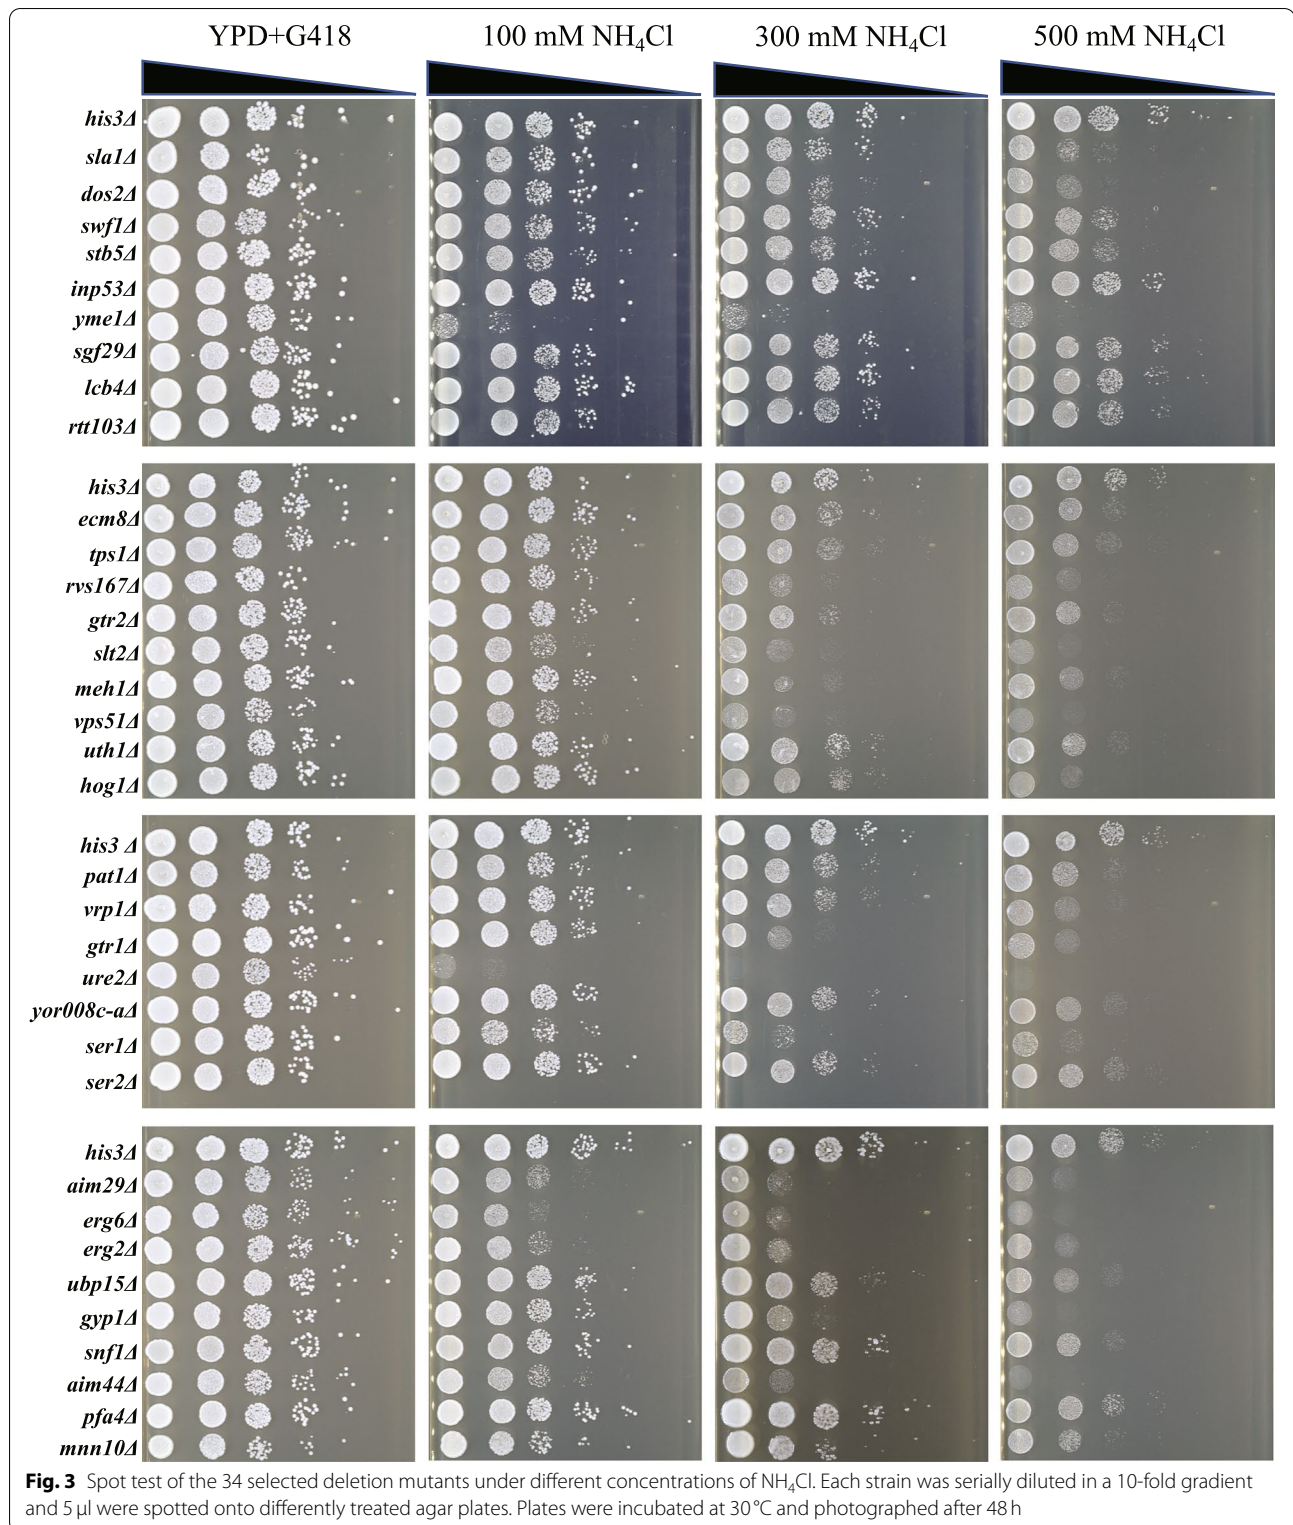 YPD+G418 100 mM NH₄Cl 300 mM NH₄Cl 500 mM NH₄Cl
his3Δ
sla1Δ
dos2Δ
swf1Δ
stb5Δ
inp53Δ
yme1Δ
sgf29Δ
lcb4Δ
rtt103Δ
his3Δ
ecm8Δ
tps1Δ
rvs167Δ
gtr2Δ
slt2Δ
meh1Δ
vps51Δ
uth1Δ
hog1Δ
his3 Δ
pat1Δ
vrp1Δ
gtr1Δ
ure2Δ
yor008c-aΔ
ser1Δ
ser2Δ
his3Δ
aim29Δ
erg6Δ
erg2Δ
ubp15Δ
gyp1Δ
snf1Δ
aim44Δ
pfa4Δ
mnn10Δ
Fig. 3 Spot test of the 34 selected deletion mutants under different concentrations of NH₄Cl. Each strain was serially diluted in a 10-fold gradient
and 5 µl were spotted onto differently treated agar plates. Plates were incubated at 30 °C and photographed after 48 h